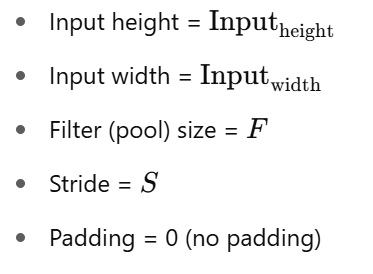 • Input height = Input_height
• Input width = Input_width
• Filter (pool) size = F
• Stride = S
• Padding = 0 (no padding)